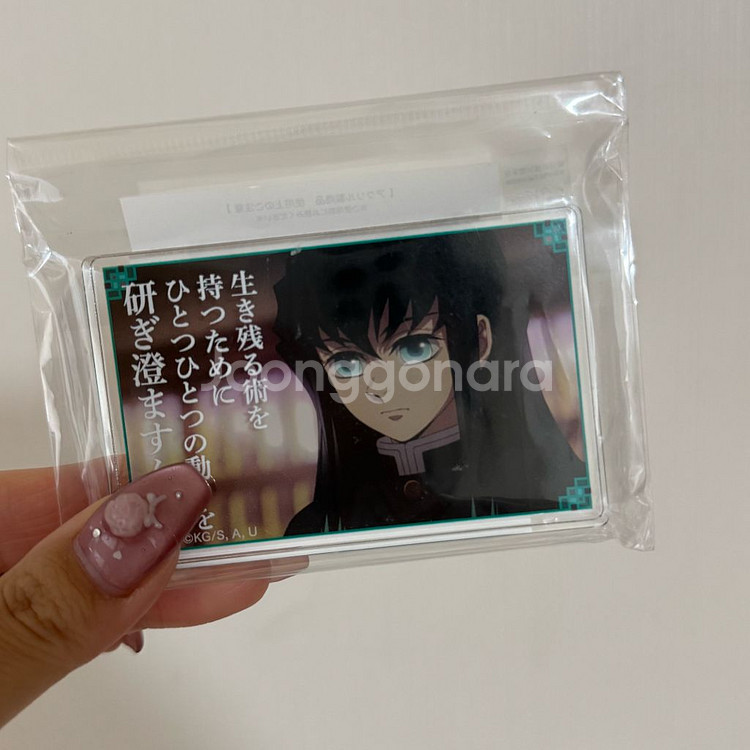 生き残る術を
持つために
ひとつひとつの動
を
研ぎ澄ます
©KG/S, A, U
Joonggonara